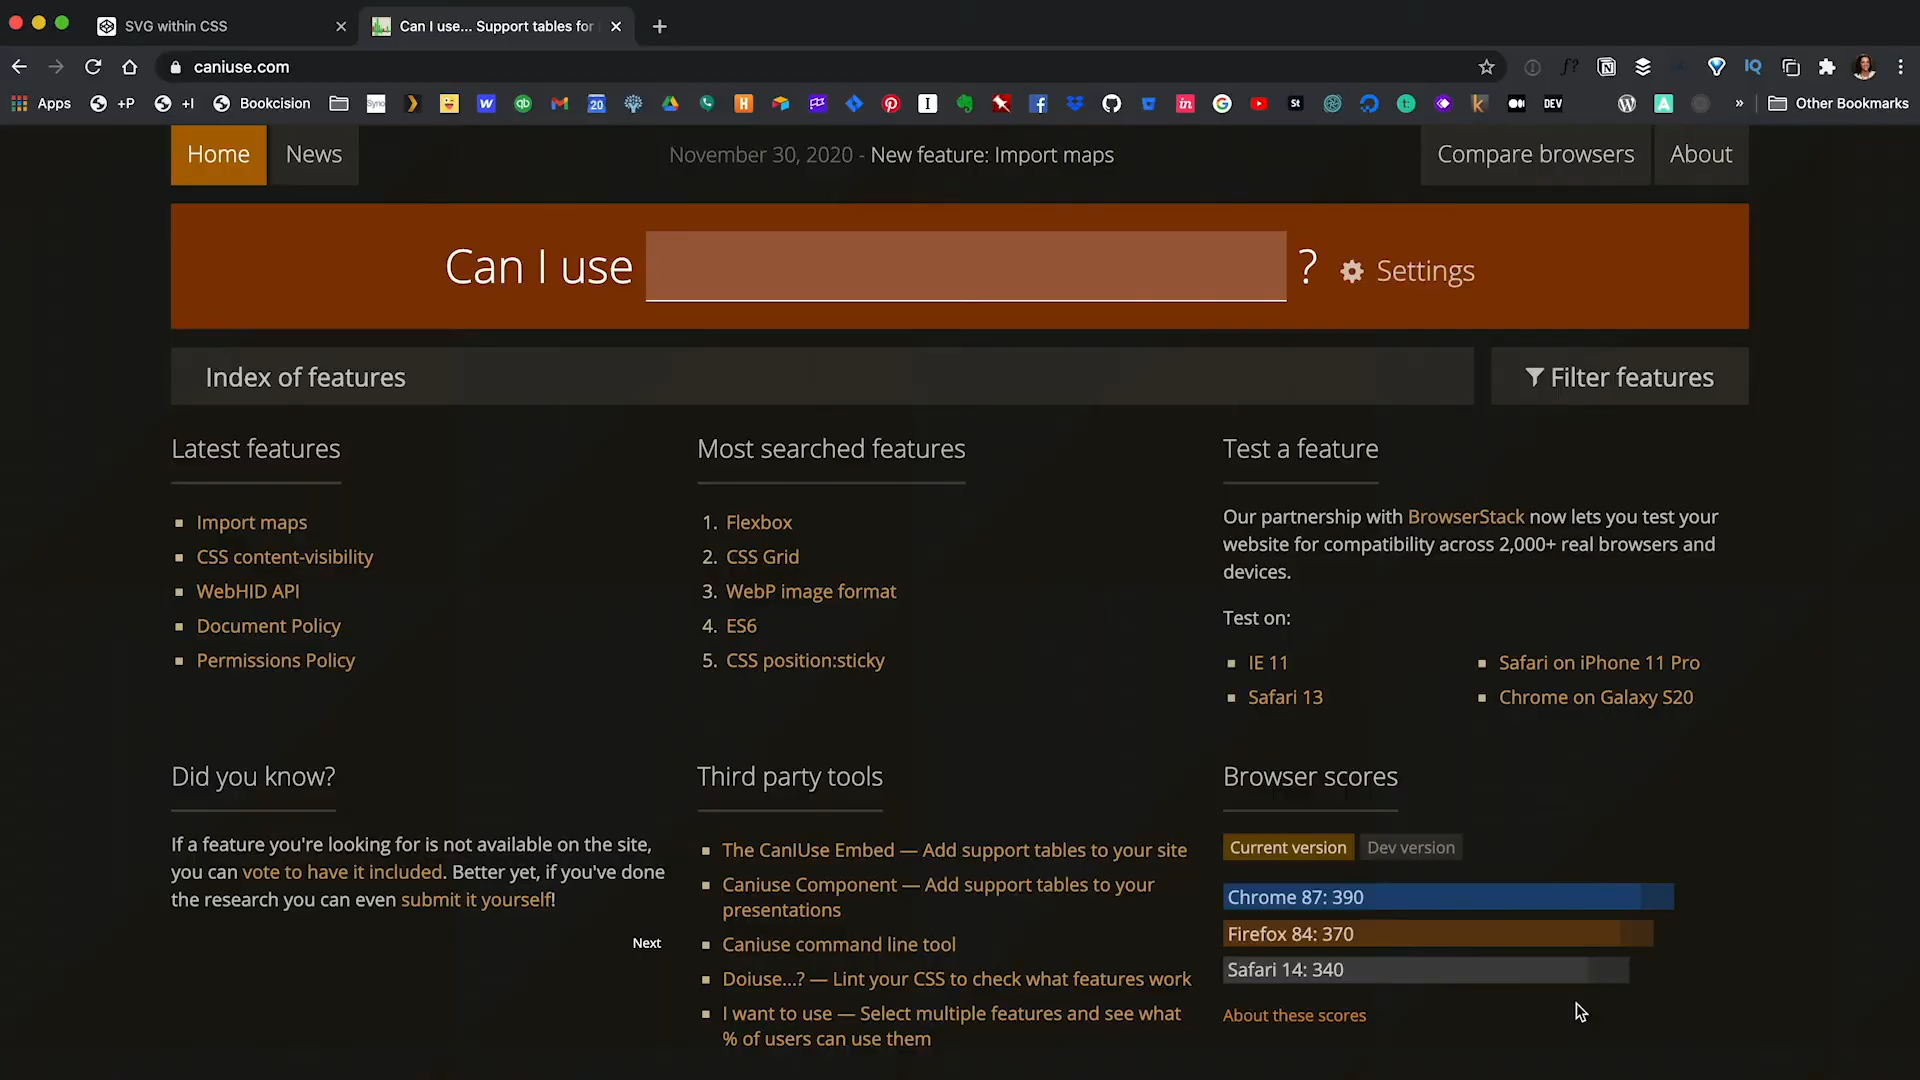 SVG within CSS
Can I use... Support tables for
caniuse.com
Apps
+P
+I
Bookcision
Other Bookmarks
Home
News
November 30, 2020 - New feature: Import maps
Compare browsers
About
Can I use
?
Settings
Index of features
Filter features
Latest features
Import maps
CSS content-visibility
WebHID API
Document Policy
Permissions Policy
Most searched features
1. Flexbox
2. CSS Grid
3. WebP image format
4. ES6
5. CSS position:sticky
Test a feature
Our partnership with BrowserStack now lets you test your
website for compatibility across 2,000+ real browsers and
devices.
Test on:
IE 11
Safari 13
Safari on iPhone 11 Pro
Chrome on Galaxy S20
Did you know?
If a feature you're looking for is not available on the site,
you can vote to have it included. Better yet, if you've done
the research you can even submit it yourself!
Next
Third party tools
The CanIUse Embed — Add support tables to your site
Caniuse Component — Add support tables to your
presentations
Caniuse command line tool
Doiuse...? — Lint your CSS to check what features work
I want to use — Select multiple features and see what
% of users can use them
Browser scores
Current version
Dev version
Chrome 87: 390
Firefox 84: 370
Safari 14: 340
About these scores